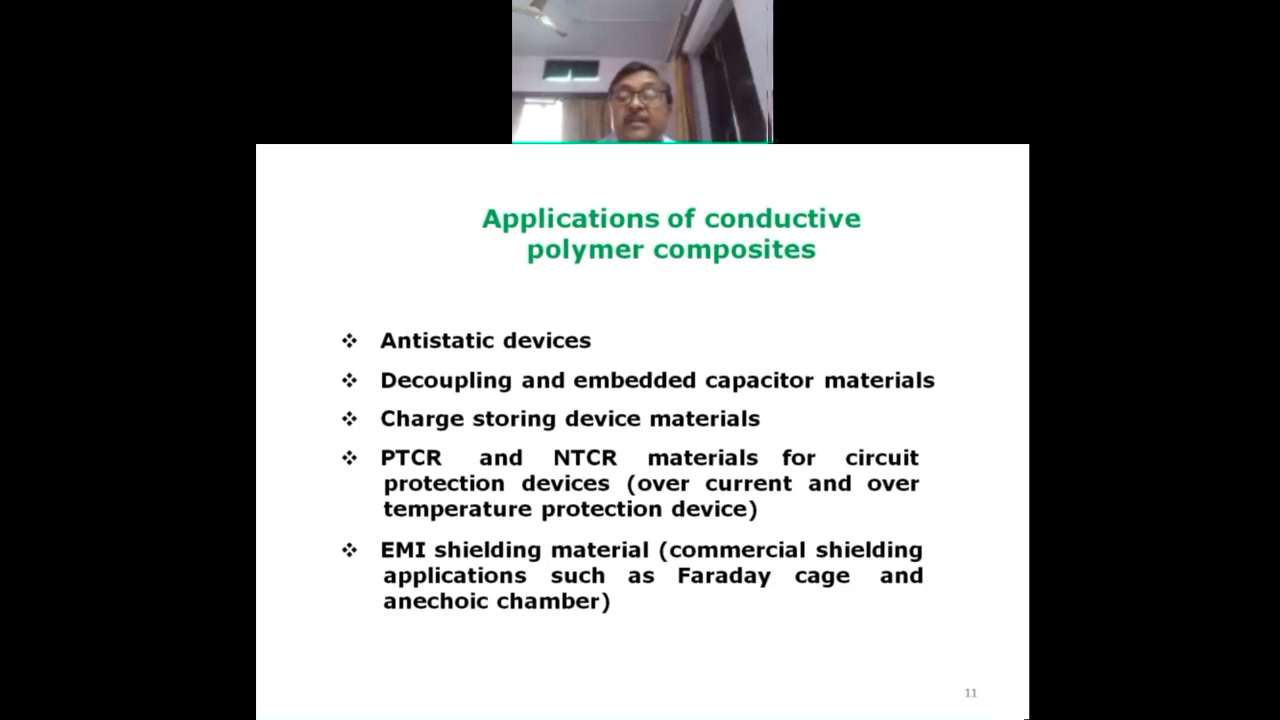 Applications of conductive
polymer composites
❖ Antistatic devices
❖ Decoupling and embedded capacitor materials
❖ Charge storing device materials
❖ PTCR and NTCR materials for circuit
protection devices (over current and over
temperature protection device)
❖ EMI shielding material (commercial shielding
applications such as Faraday cage and
anechoic chamber)
11